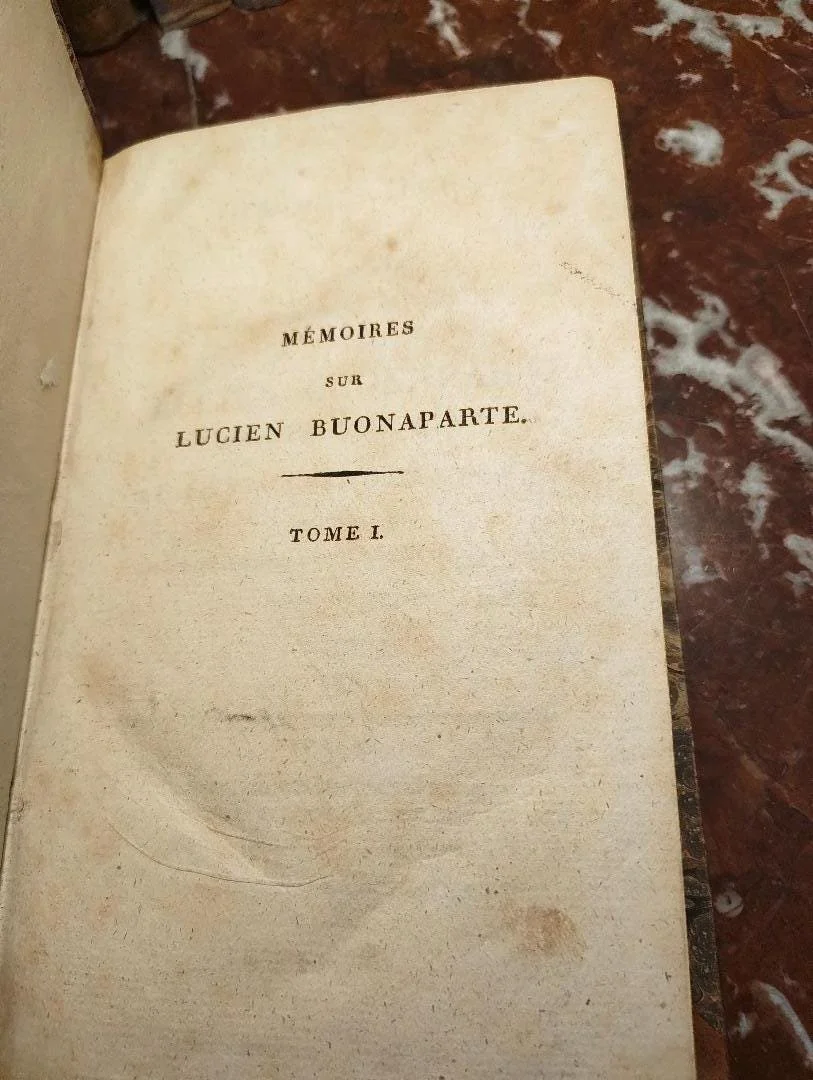 MÉMOIRES
SUR
LUCIEN BUONAPARTE.
TOME I.